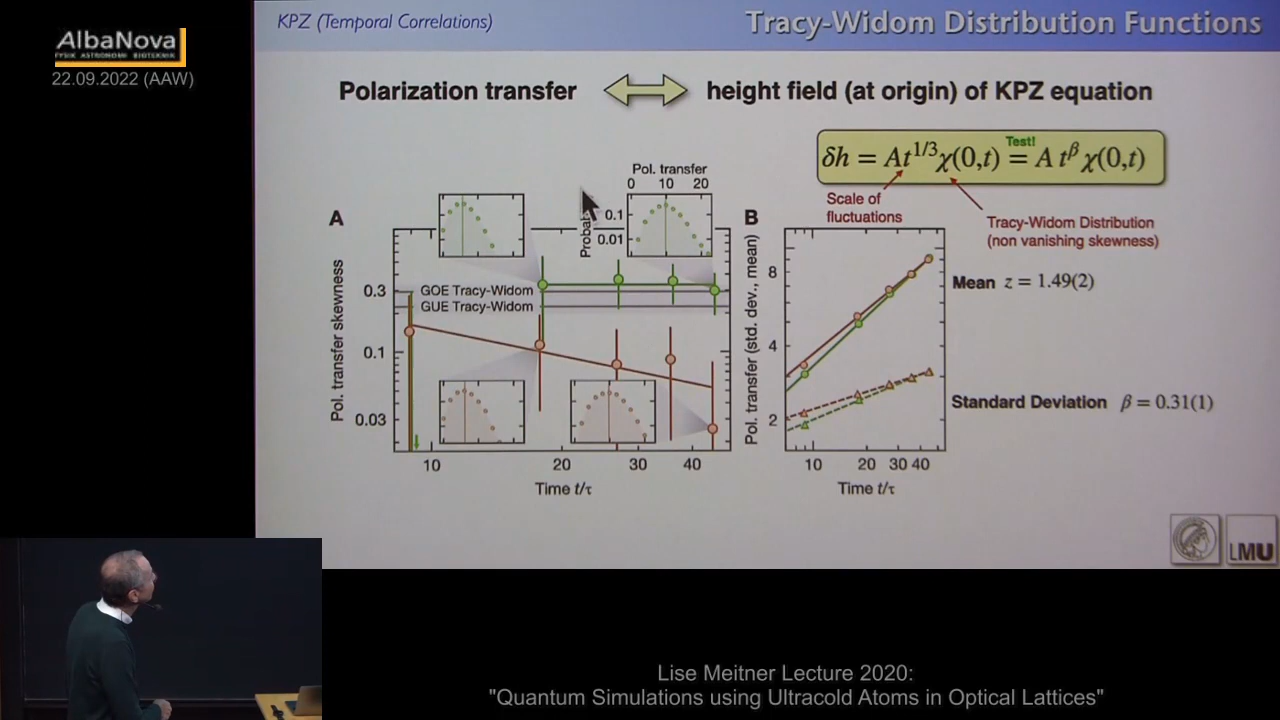 AlbaNova
FYSIK ASTRONOMI BIOTEKNIK
22.09.2022 (AAW)
KPZ (Temporal Correlations)
Tracy-Widom Distribution Functions
Polarization transfer
height field (at origin) of KPZ equation
Test!
δh = At^{1/3}χ(0,t) = A t^β χ(0,t)
Scale of
fluctuations
Tracy-Widom Distribution
(non vanishing skewness)
A
Pol. transfer
0 10 20
0.1
0.01
Pol. transfer skewness
0.3
0.1
0.03
GOE Tracy-Widom
GUE Tracy-Widom
10 20 30 40
Time t/τ
B
Pol. transfer (std. dev., mean)
8
4
2
10 20 30 40
Time t/τ
Mean z = 1.49(2)
Standard Deviation β = 0.31(1)
LMU
Lise Meitner Lecture 2020:
"Quantum Simulations using Ultracold Atoms in Optical Lattices"